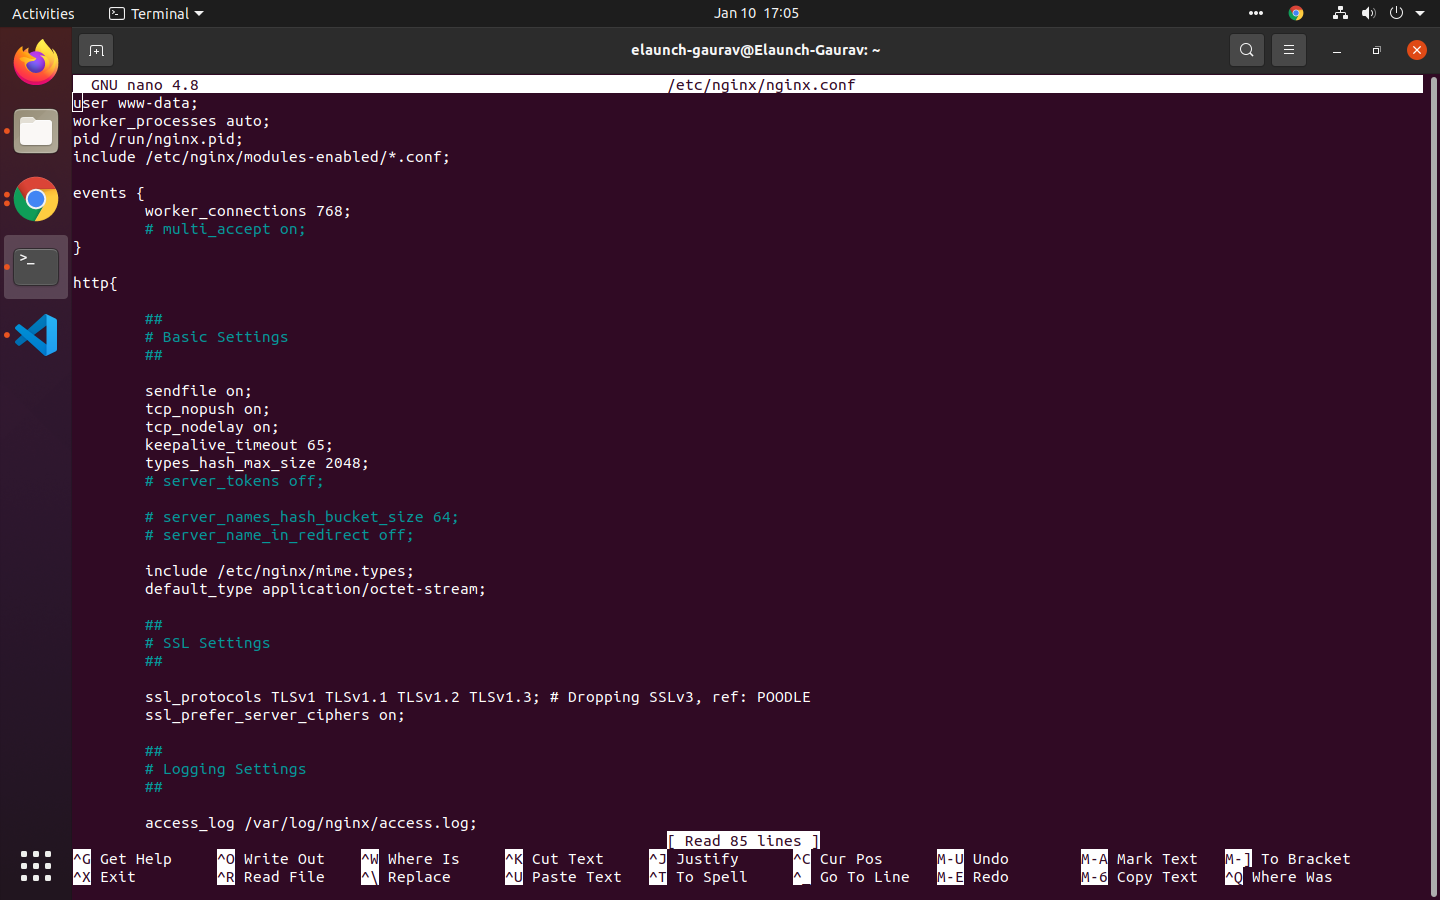 Activities Terminal Jan 10 17:05
elaunch-gaurav@Elaunch-Gaurav: ~
GNU nano 4.8 /etc/nginx/nginx.conf
user www-data;
worker_processes auto;
pid /run/nginx.pid;
include /etc/nginx/modules-enabled/*.conf;

events {
        worker_connections 768;
        # multi_accept on;
}

http{

        ##
        # Basic Settings
        ##

        sendfile on;
        tcp_nopush on;
        tcp_nodelay on;
        keepalive_timeout 65;
        types_hash_max_size 2048;
        # server_tokens off;

        # server_names_hash_bucket_size 64;
        # server_name_in_redirect off;

        include /etc/nginx/mime.types;
        default_type application/octet-stream;

        ##
        # SSL Settings
        ##

        ssl_protocols TLSv1 TLSv1.1 TLSv1.2 TLSv1.3; # Dropping SSLv3, ref: POODLE
        ssl_prefer_server_ciphers on;

        ##
        # Logging Settings
        ##

        access_log /var/log/nginx/access.log;
[ Read 85 lines ]
^G Get Help ^O Write Out ^W Where Is ^K Cut Text ^J Justify ^C Cur Pos M-U Undo M-A Mark Text M-] To Bracket
^X Exit ^R Read File ^\ Replace ^U Paste Text ^T To Spell ^_ Go To Line M-E Redo M-6 Copy Text ^Q Where Was